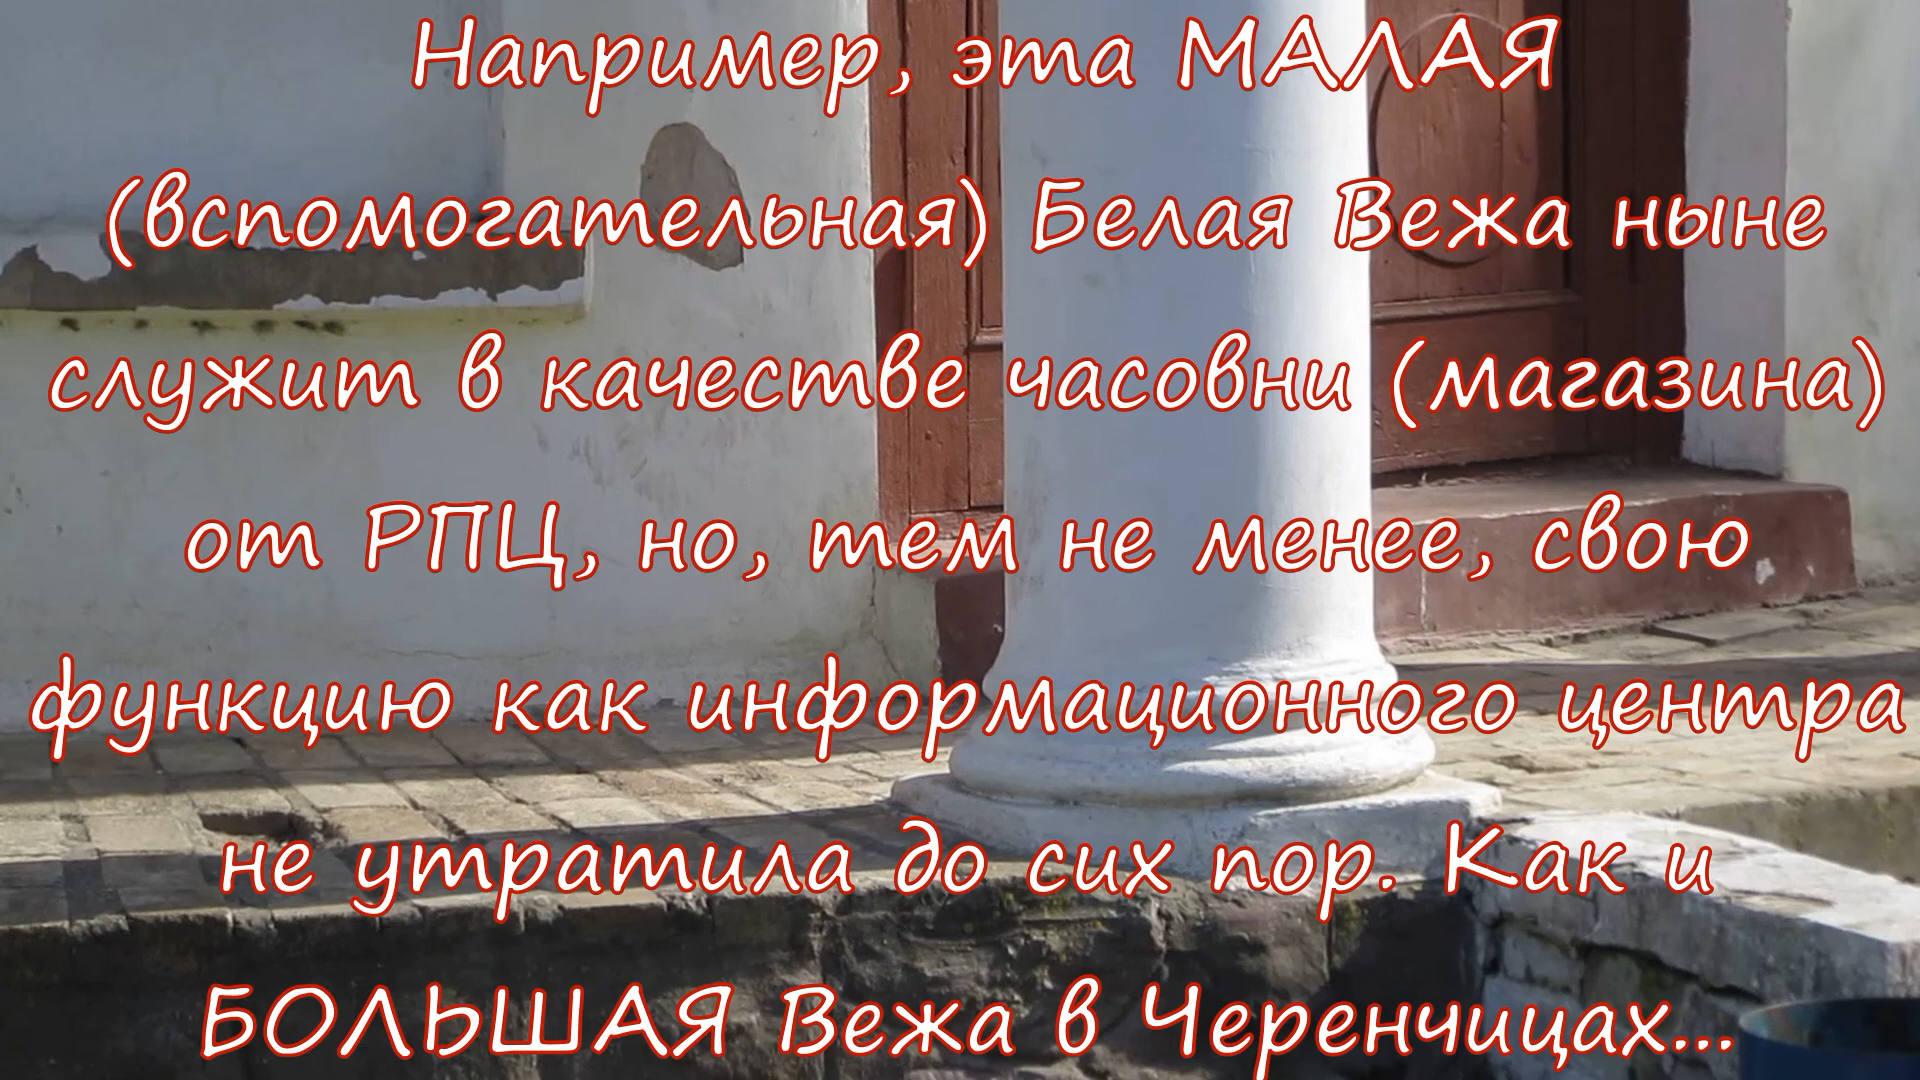 Например, эта МАЛАЯ
(вспомогательная) Белая Вежа ныне
служит в качестве часовни (магазина)
от РПЦ, но, тем не менее, свою
функцию как информационного центра
не утратила до сих пор. Как и
БОЛЬШАЯ Вежа в Черенчицах...